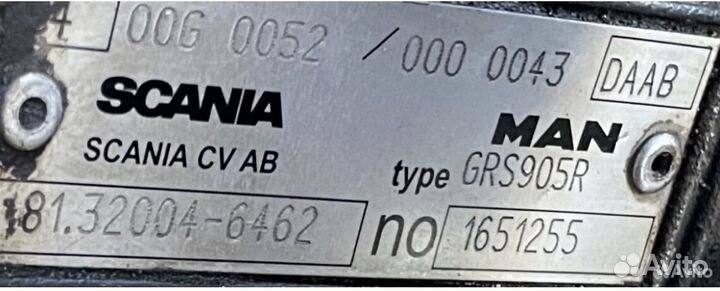 00G 0052 / 000 0043 DAAB
SCANIA MAN
SCANIA CV AB type GRS905R
81.32004-6462 no 1651255
Avito